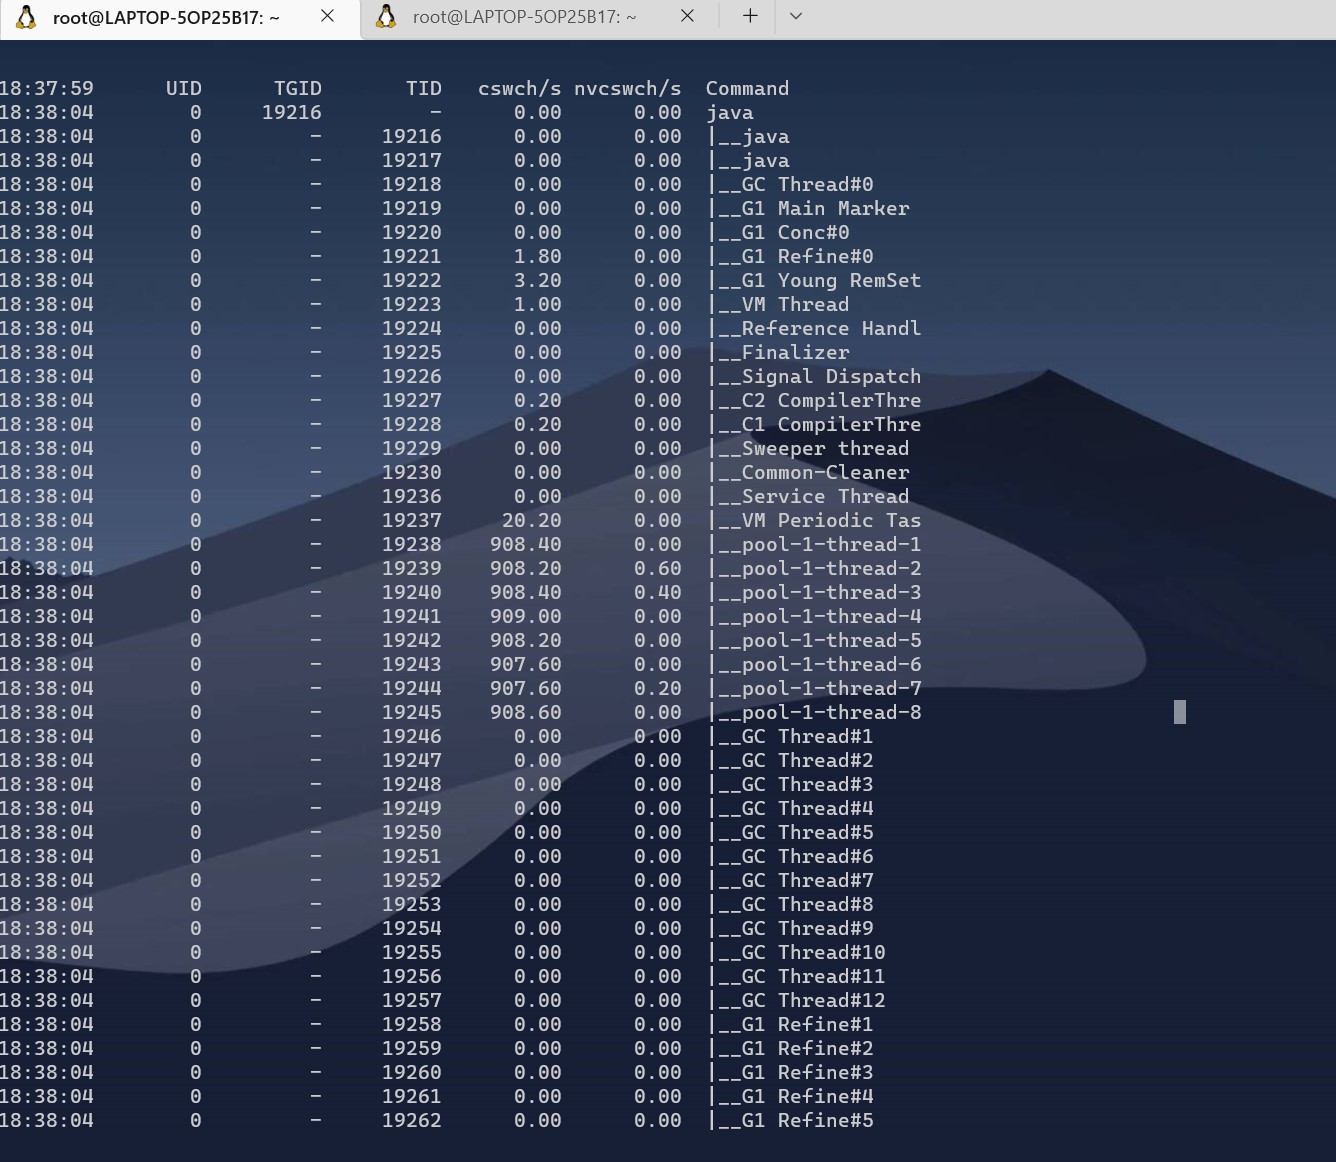 root@LAPTOP-5OP25B17: ~ root@LAPTOP-5OP25B17: ~
18:37:59 UID TGID TID cswch/s nvcswch/s Command
18:38:04 0 19216 - 0.00 0.00 java
18:38:04 0 - 19216 0.00 0.00 |__java
18:38:04 0 - 19217 0.00 0.00 |__java
18:38:04 0 - 19218 0.00 0.00 |__GC Thread#0
18:38:04 0 - 19219 0.00 0.00 |__G1 Main Marker
18:38:04 0 - 19220 0.00 0.00 |__G1 Conc#0
18:38:04 0 - 19221 1.80 0.00 |__G1 Refine#0
18:38:04 0 - 19222 3.20 0.00 |__G1 Young RemSet
18:38:04 0 - 19223 1.00 0.00 |__VM Thread
18:38:04 0 - 19224 0.00 0.00 |__Reference Handl
18:38:04 0 - 19225 0.00 0.00 |__Finalizer
18:38:04 0 - 19226 0.00 0.00 |__Signal Dispatch
18:38:04 0 - 19227 0.20 0.00 |__C2 CompilerThre
18:38:04 0 - 19228 0.20 0.00 |__C1 CompilerThre
18:38:04 0 - 19229 0.00 0.00 |__Sweeper thread
18:38:04 0 - 19230 0.00 0.00 |__Common-Cleaner
18:38:04 0 - 19236 0.00 0.00 |__Service Thread
18:38:04 0 - 19237 20.20 0.00 |__VM Periodic Tas
18:38:04 0 - 19238 908.40 0.00 |__pool-1-thread-1
18:38:04 0 - 19239 908.20 0.60 |__pool-1-thread-2
18:38:04 0 - 19240 908.40 0.40 |__pool-1-thread-3
18:38:04 0 - 19241 909.00 0.00 |__pool-1-thread-4
18:38:04 0 - 19242 908.20 0.00 |__pool-1-thread-5
18:38:04 0 - 19243 907.60 0.00 |__pool-1-thread-6
18:38:04 0 - 19244 907.60 0.20 |__pool-1-thread-7
18:38:04 0 - 19245 908.60 0.00 |__pool-1-thread-8
18:38:04 0 - 19246 0.00 0.00 |__GC Thread#1
18:38:04 0 - 19247 0.00 0.00 |__GC Thread#2
18:38:04 0 - 19248 0.00 0.00 |__GC Thread#3
18:38:04 0 - 19249 0.00 0.00 |__GC Thread#4
18:38:04 0 - 19250 0.00 0.00 |__GC Thread#5
18:38:04 0 - 19251 0.00 0.00 |__GC Thread#6
18:38:04 0 - 19252 0.00 0.00 |__GC Thread#7
18:38:04 0 - 19253 0.00 0.00 |__GC Thread#8
18:38:04 0 - 19254 0.00 0.00 |__GC Thread#9
18:38:04 0 - 19255 0.00 0.00 |__GC Thread#10
18:38:04 0 - 19256 0.00 0.00 |__GC Thread#11
18:38:04 0 - 19257 0.00 0.00 |__GC Thread#12
18:38:04 0 - 19258 0.00 0.00 |__G1 Refine#1
18:38:04 0 - 19259 0.00 0.00 |__G1 Refine#2
18:38:04 0 - 19260 0.00 0.00 |__G1 Refine#3
18:38:04 0 - 19261 0.00 0.00 |__G1 Refine#4
18:38:04 0 - 19262 0.00 0.00 |__G1 Refine#5